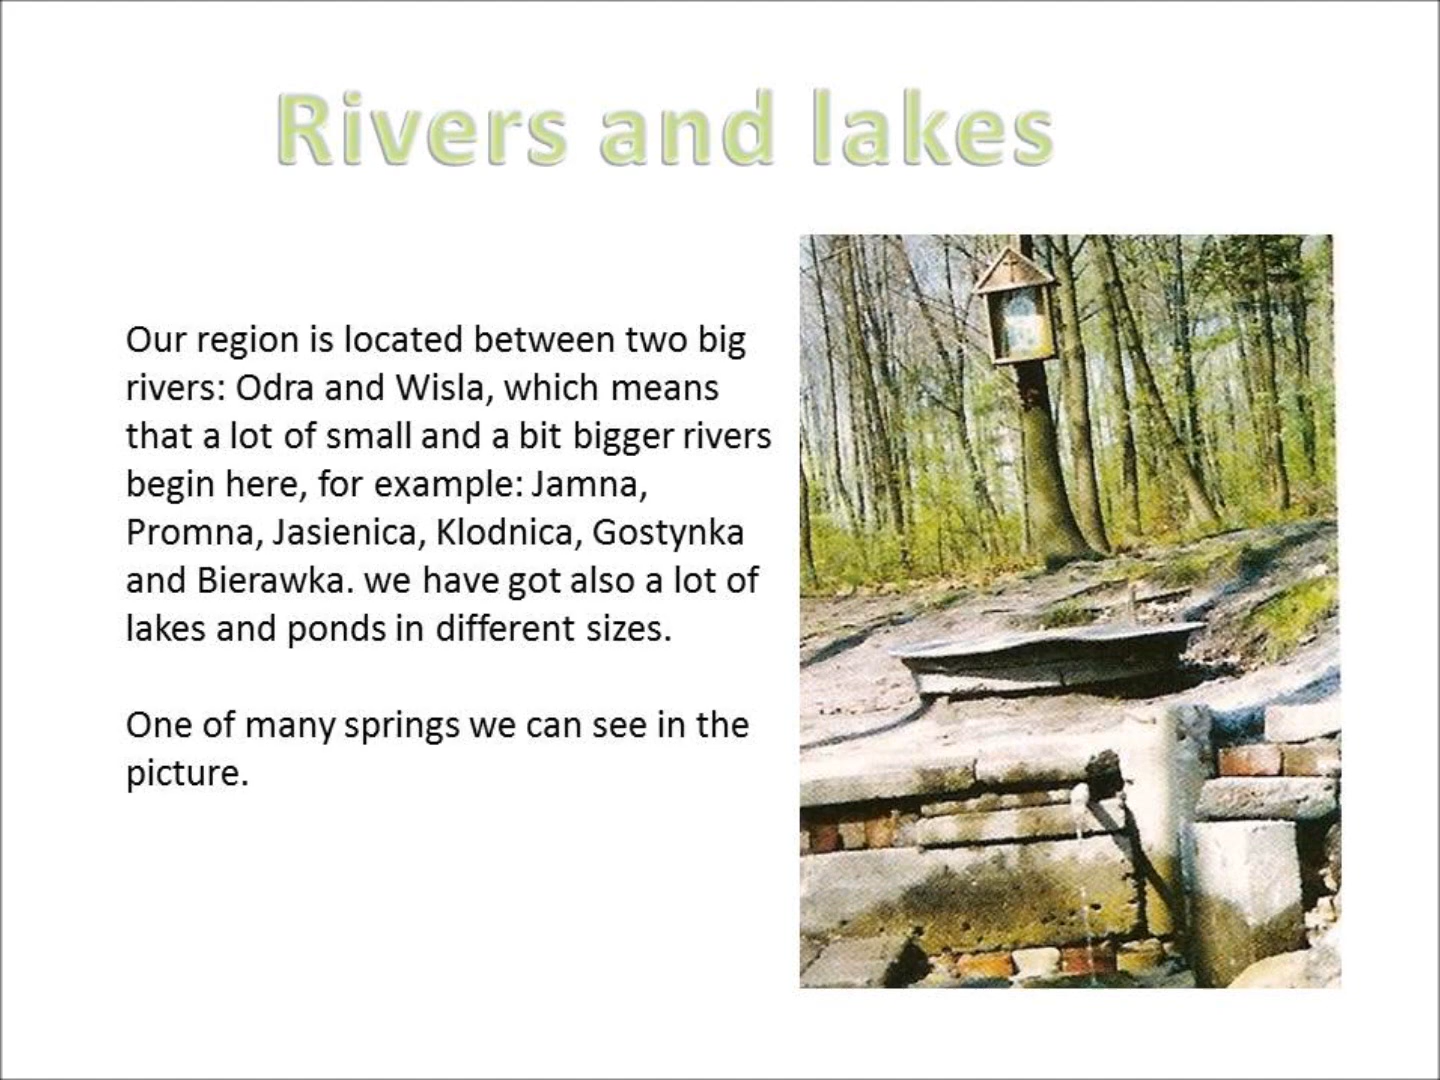 Rivers and lakes
Our region is located between two big
rivers: Odra and Wisla, which means
that a lot of small and a bit bigger rivers
begin here, for example: Jamna,
Promna, Jasienica, Klodnica, Gostynka
and Bierawka. we have got also a lot of
lakes and ponds in different sizes.
One of many springs we can see in the
picture.